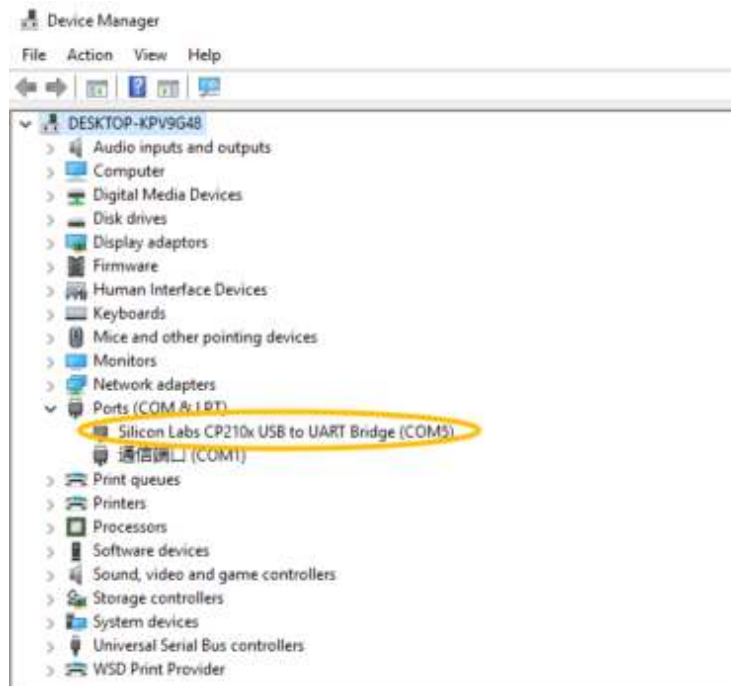 Device Manager
File Action View Help
DESKTOP-KPV9G48
Audio inputs and outputs
Computer
Digital Media Devices
Disk drives
Display adaptors
Firmware
Human Interface Devices
Keyboards
Mice and other pointing devices
Monitors
Network adapters
Ports (COM & LPT)
Silicon Labs CP210x USB to UART Bridge (COM5)
通信端口 (COM1)
Print queues
Printers
Processors
Software devices
Sound, video and game controllers
Storage controllers
System devices
Universal Serial Bus controllers
WSD Print Provider